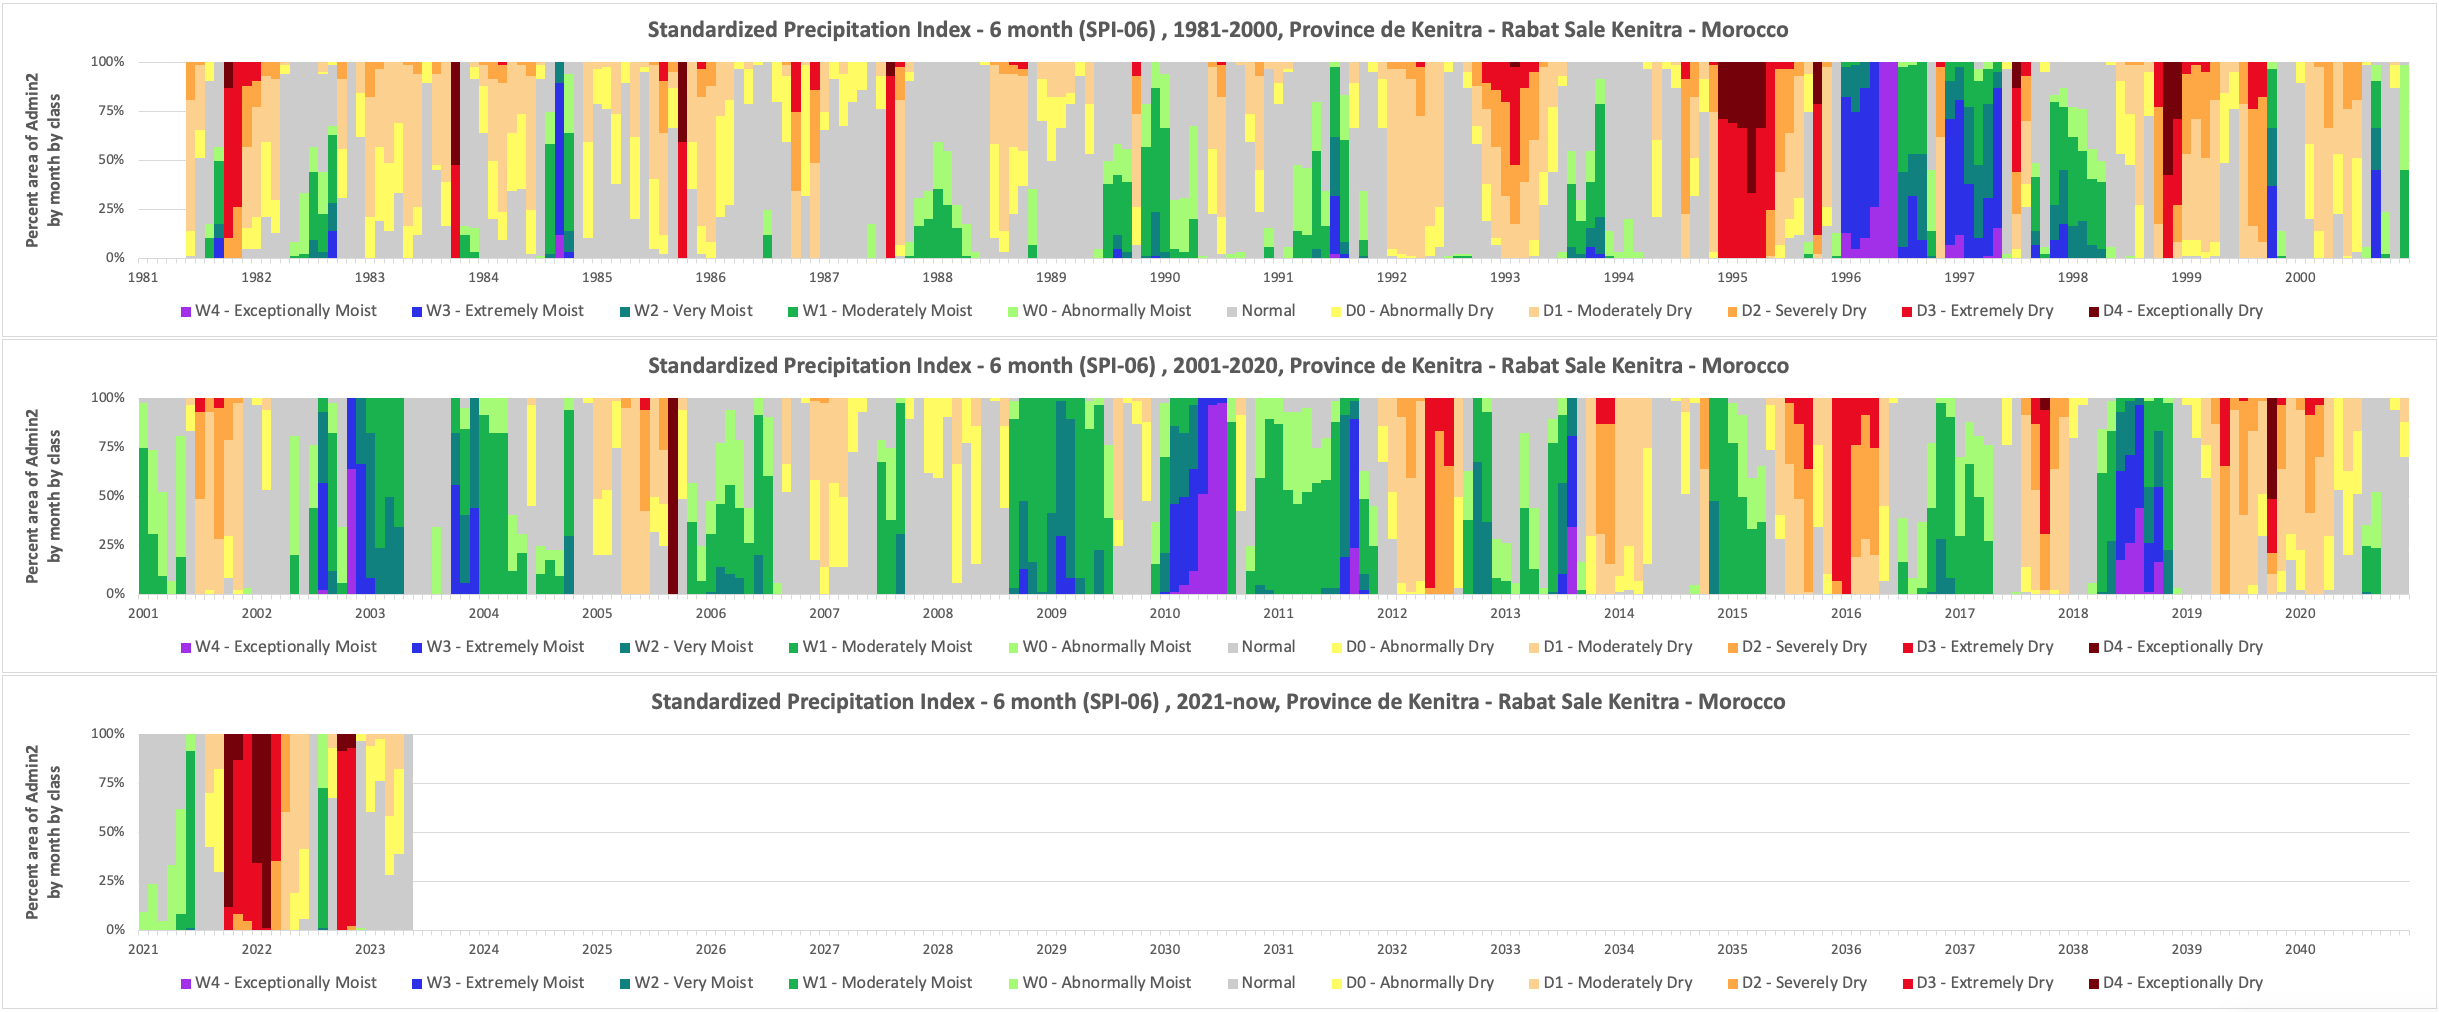 Standardized Precipitation Index - 6 month (SPI-06) , 1981-2000, Province de Kenitra - Rabat Sale Kenitra - Morocco
Percent area of Admin2
by month by class
100%
75%
50%
25%
0%
1981 1982 1983 1984 1985 1986 1987 1988 1989 1990 1991 1992 1993 1994 1995 1996 1997 1998 1999 2000
W4 - Exceptionally Moist W3 - Extremely Moist W2 - Very Moist W1 - Moderately Moist W0 - Abnormally Moist Normal D0 - Abnormally Dry D1 - Moderately Dry D2 - Severely Dry D3 - Extremely Dry D4 - Exceptionally Dry
Standardized Precipitation Index - 6 month (SPI-06) , 2001-2020, Province de Kenitra - Rabat Sale Kenitra - Morocco
Percent area of Admin2
by month by class
100%
75%
50%
25%
0%
2001 2002 2003 2004 2005 2006 2007 2008 2009 2010 2011 2012 2013 2014 2015 2016 2017 2018 2019 2020
W4 - Exceptionally Moist W3 - Extremely Moist W2 - Very Moist W1 - Moderately Moist W0 - Abnormally Moist Normal D0 - Abnormally Dry D1 - Moderately Dry D2 - Severely Dry D3 - Extremely Dry D4 - Exceptionally Dry
Standardized Precipitation Index - 6 month (SPI-06) , 2021-now, Province de Kenitra - Rabat Sale Kenitra - Morocco
Percent area of Admin2
by month by class
100%
75%
50%
25%
0%
2021 2022 2023 2024 2025 2026 2027 2028 2029 2030 2031 2032 2033 2034 2035 2036 2037 2038 2039 2040
W4 - Exceptionally Moist W3 - Extremely Moist W2 - Very Moist W1 - Moderately Moist W0 - Abnormally Moist Normal D0 - Abnormally Dry D1 - Moderately Dry D2 - Severely Dry D3 - Extremely Dry D4 - Exceptionally Dry